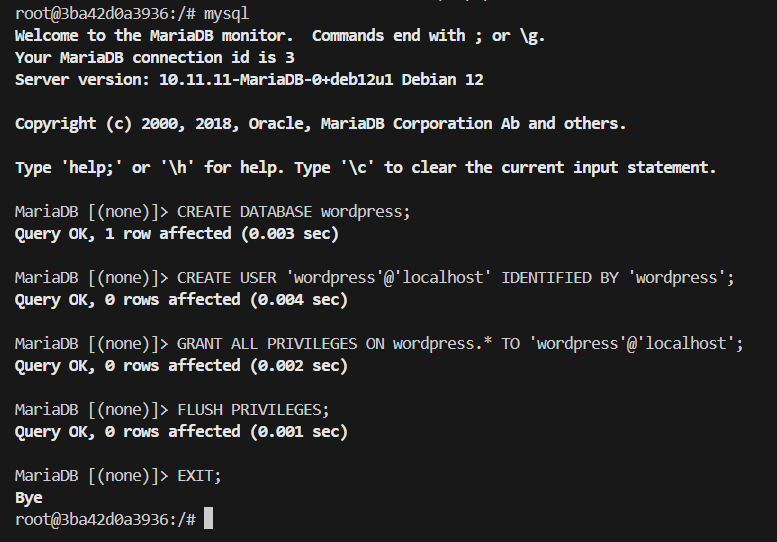 root@3ba42d0a3936:/# mysql
Welcome to the MariaDB monitor.  Commands end with ; or \g.
Your MariaDB connection id is 3
Server version: 10.11.11-MariaDB-0+deb12u1 Debian 12
Copyright (c) 2000, 2018, Oracle, MariaDB Corporation Ab and others.
Type 'help;' or '\h' for help. Type '\c' to clear the current input statement.
MariaDB [(none)]> CREATE DATABASE wordpress;
Query OK, 1 row affected (0.003 sec)
MariaDB [(none)]> CREATE USER 'wordpress'@'localhost' IDENTIFIED BY 'wordpress';
Query OK, 0 rows affected (0.004 sec)
MariaDB [(none)]> GRANT ALL PRIVILEGES ON wordpress.* TO 'wordpress'@'localhost';
Query OK, 0 rows affected (0.002 sec)
MariaDB [(none)]> FLUSH PRIVILEGES;
Query OK, 0 rows affected (0.001 sec)
MariaDB [(none)]> EXIT;
Bye
root@3ba42d0a3936:/#